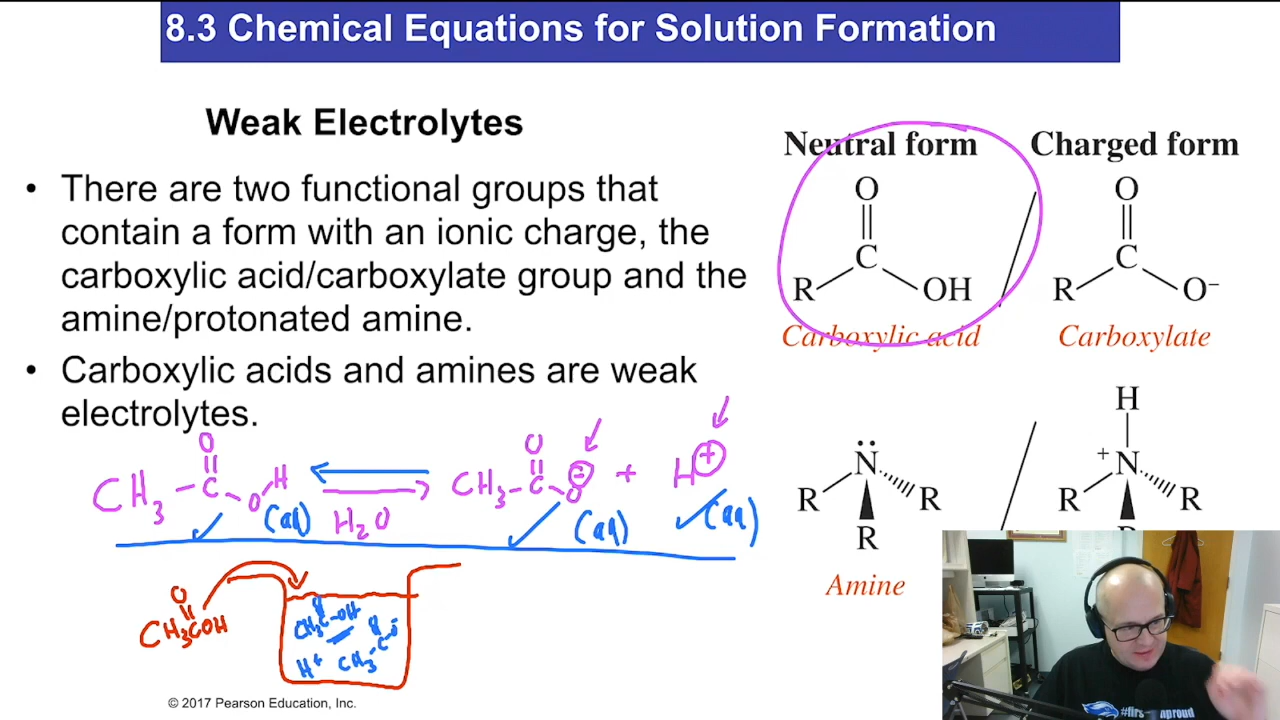 8.3 Chemical Equations for Solution Formation
Weak Electrolytes
• There are two functional groups that
contain a form with an ionic charge, the
carboxylic acid/carboxylate group and the
amine/protonated amine.
• Carboxylic acids and amines are weak
electrolytes.
Neutral form
Charged form
O
C
R
OH
Carboxylic acid
O
C
R
O⁻
Carboxylate
N
R
R
R
Amine
H
+
N
R
R
O
CH₃ – C
O
H
(aq)
H₂O
O
CH₃ – C
O ⊖
(aq)
+
H ⊕
(aq)
O
CH₃COH
CH₃C-OH
H⁺
CH₃
C
O⁻
© 2017 Pearson Education, Inc.